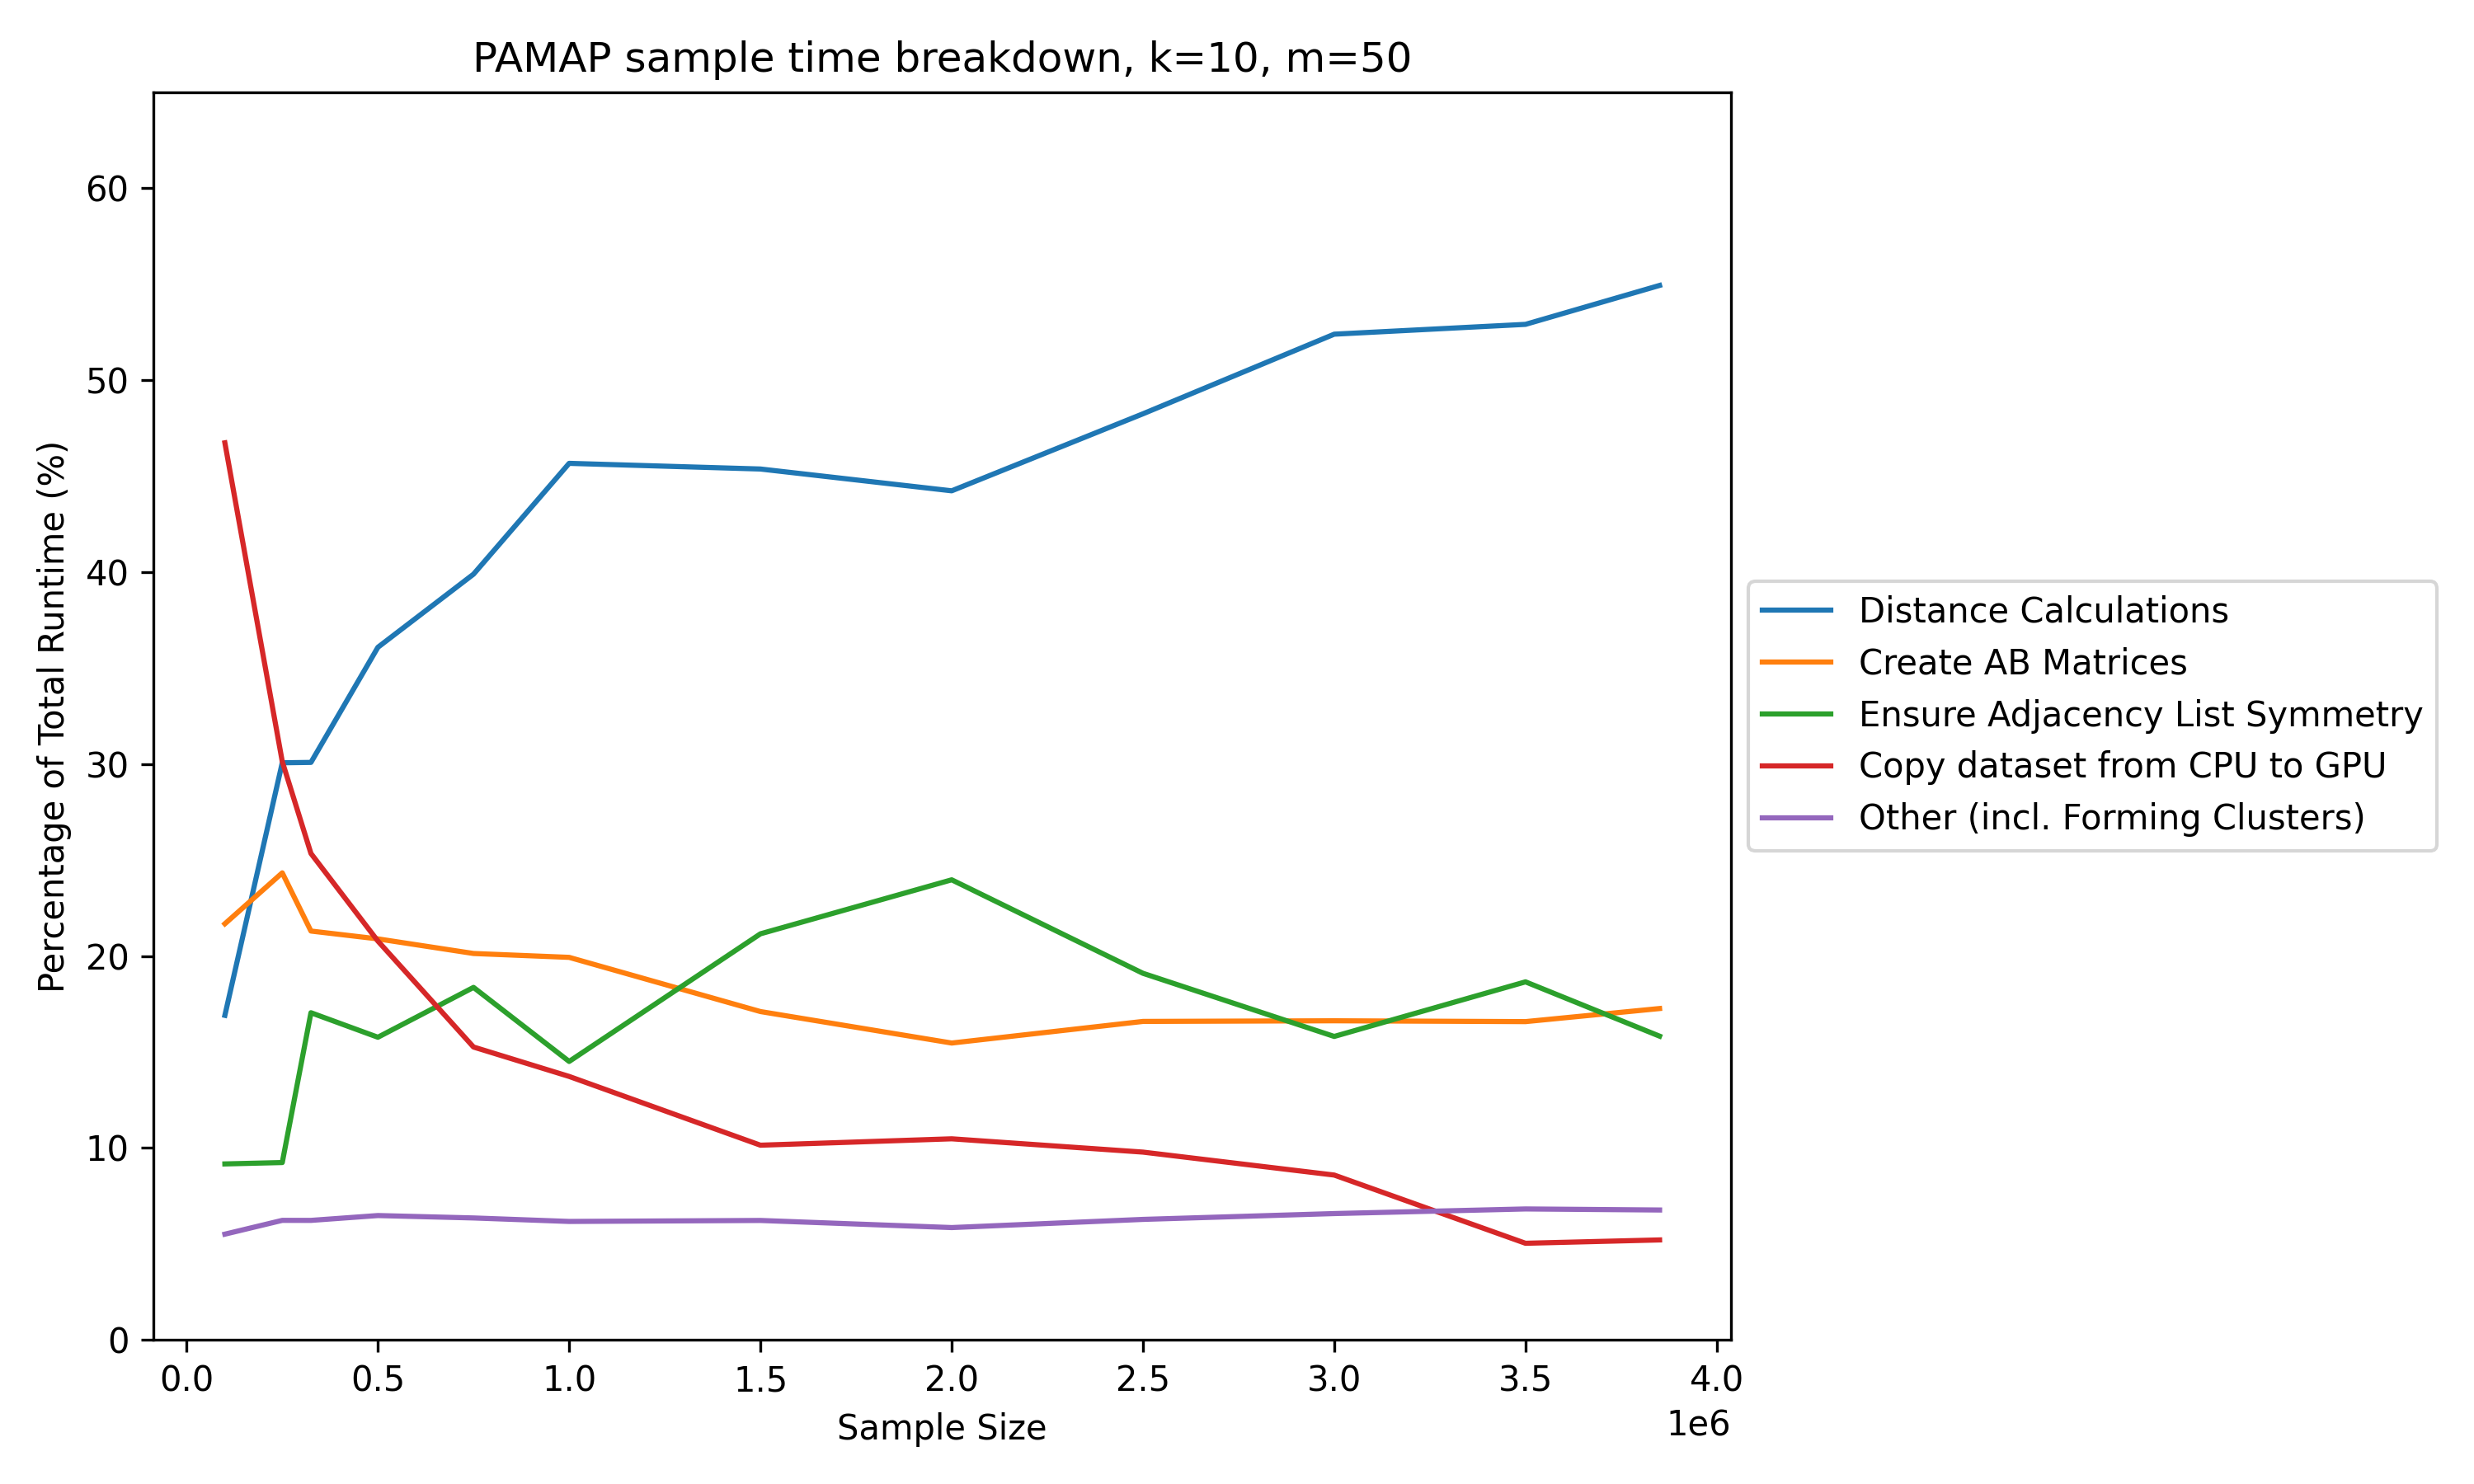 PAMAP sample time breakdown, k=10, m=50
Percentage of Total Runtime (%)
60
50
40
30
20
10
0
0.0 0.5 1.0 1.5 2.0 2.5 3.0 3.5 4.0
1e6
Sample Size
Distance Calculations
Create AB Matrices
Ensure Adjacency List Symmetry
Copy dataset from CPU to GPU
Other (incl. Forming Clusters)